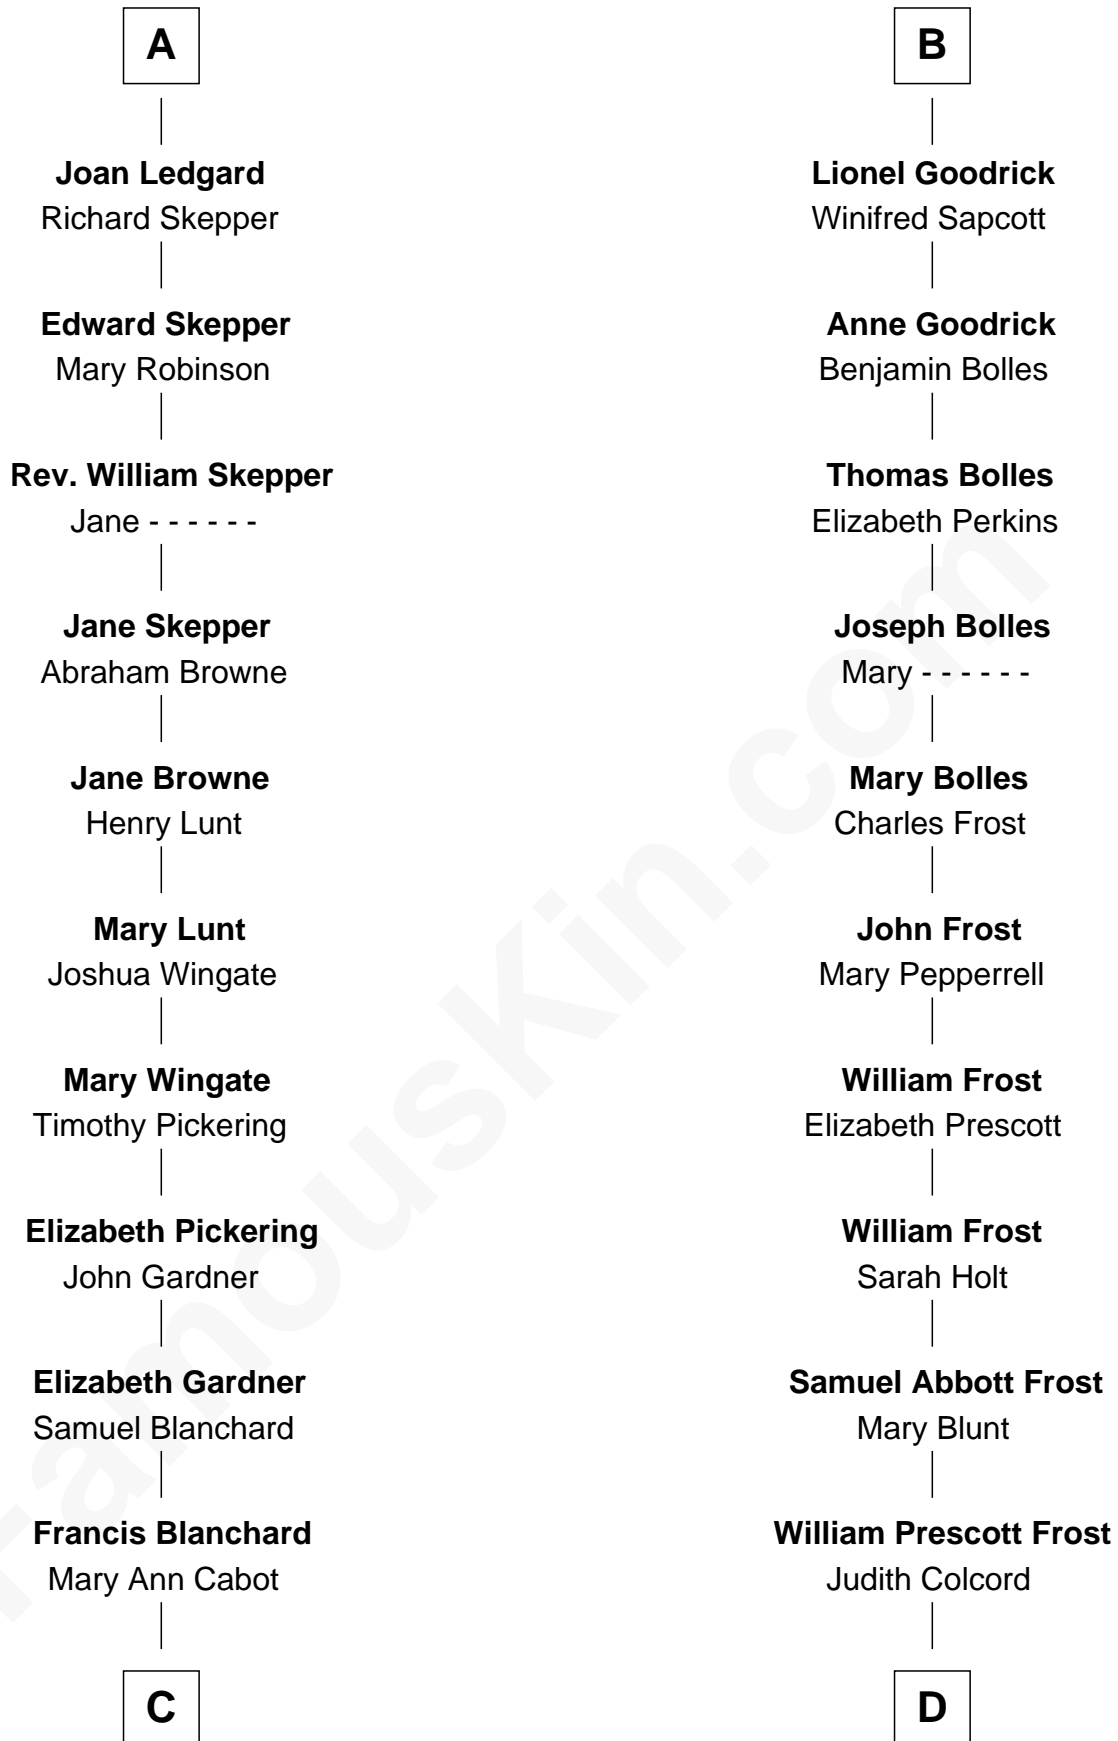 A
Joan Ledgard
Richard Skepper
Edward Skepper
Mary Robinson
Rev. William Skepper
Jane - - - - - -
Jane Skepper
Abraham Browne
Jane Browne
Henry Lunt
Mary Lunt
Joshua Wingate
Mary Wingate
Timothy Pickering
Elizabeth Pickering
John Gardner
Elizabeth Gardner
Samuel Blanchard
Francis Blanchard
Mary Ann Cabot
C
B
Lionel Goodrick
Winifred Sapcott
Anne Goodrick
Benjamin Bolles
Thomas Bolles
Elizabeth Perkins
Joseph Bolles
Mary - - - - - -
Mary Bolles
Charles Frost
John Frost
Mary Pepperrell
William Frost
Elizabeth Prescott
William Frost
Sarah Holt
Samuel Abbott Frost
Mary Blunt
William Prescott Frost
Judith Colcord
D
FamousKin.com